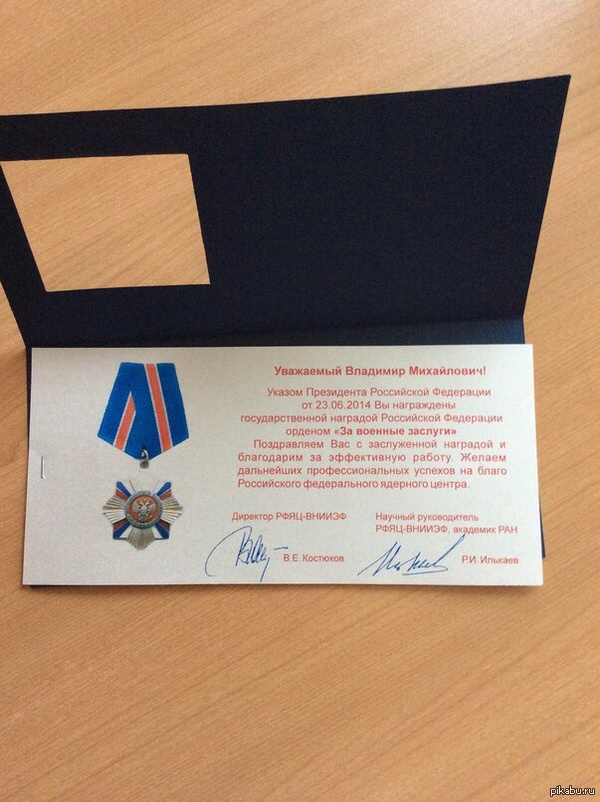 Уважаемый Владимир Михайлович!
Указом Президента Российской Федерации
от 23.06.2014 Вы награждены
государственной наградой Российской Федерации
орденом «За военные заслуги»
Поздравляем Вас с заслуженной наградой и
благодарим за эффективную работу. Желаем
дальнейших профессиональных успехов на благо
Российского федерального ядерного центра.
Директор РФЯЦ-ВНИИЭФ
В.Е. Костюков
Научный руководитель
РФЯЦ-ВНИИЭФ, академик РАН
Р.И. Илькаев
pikabu.ru